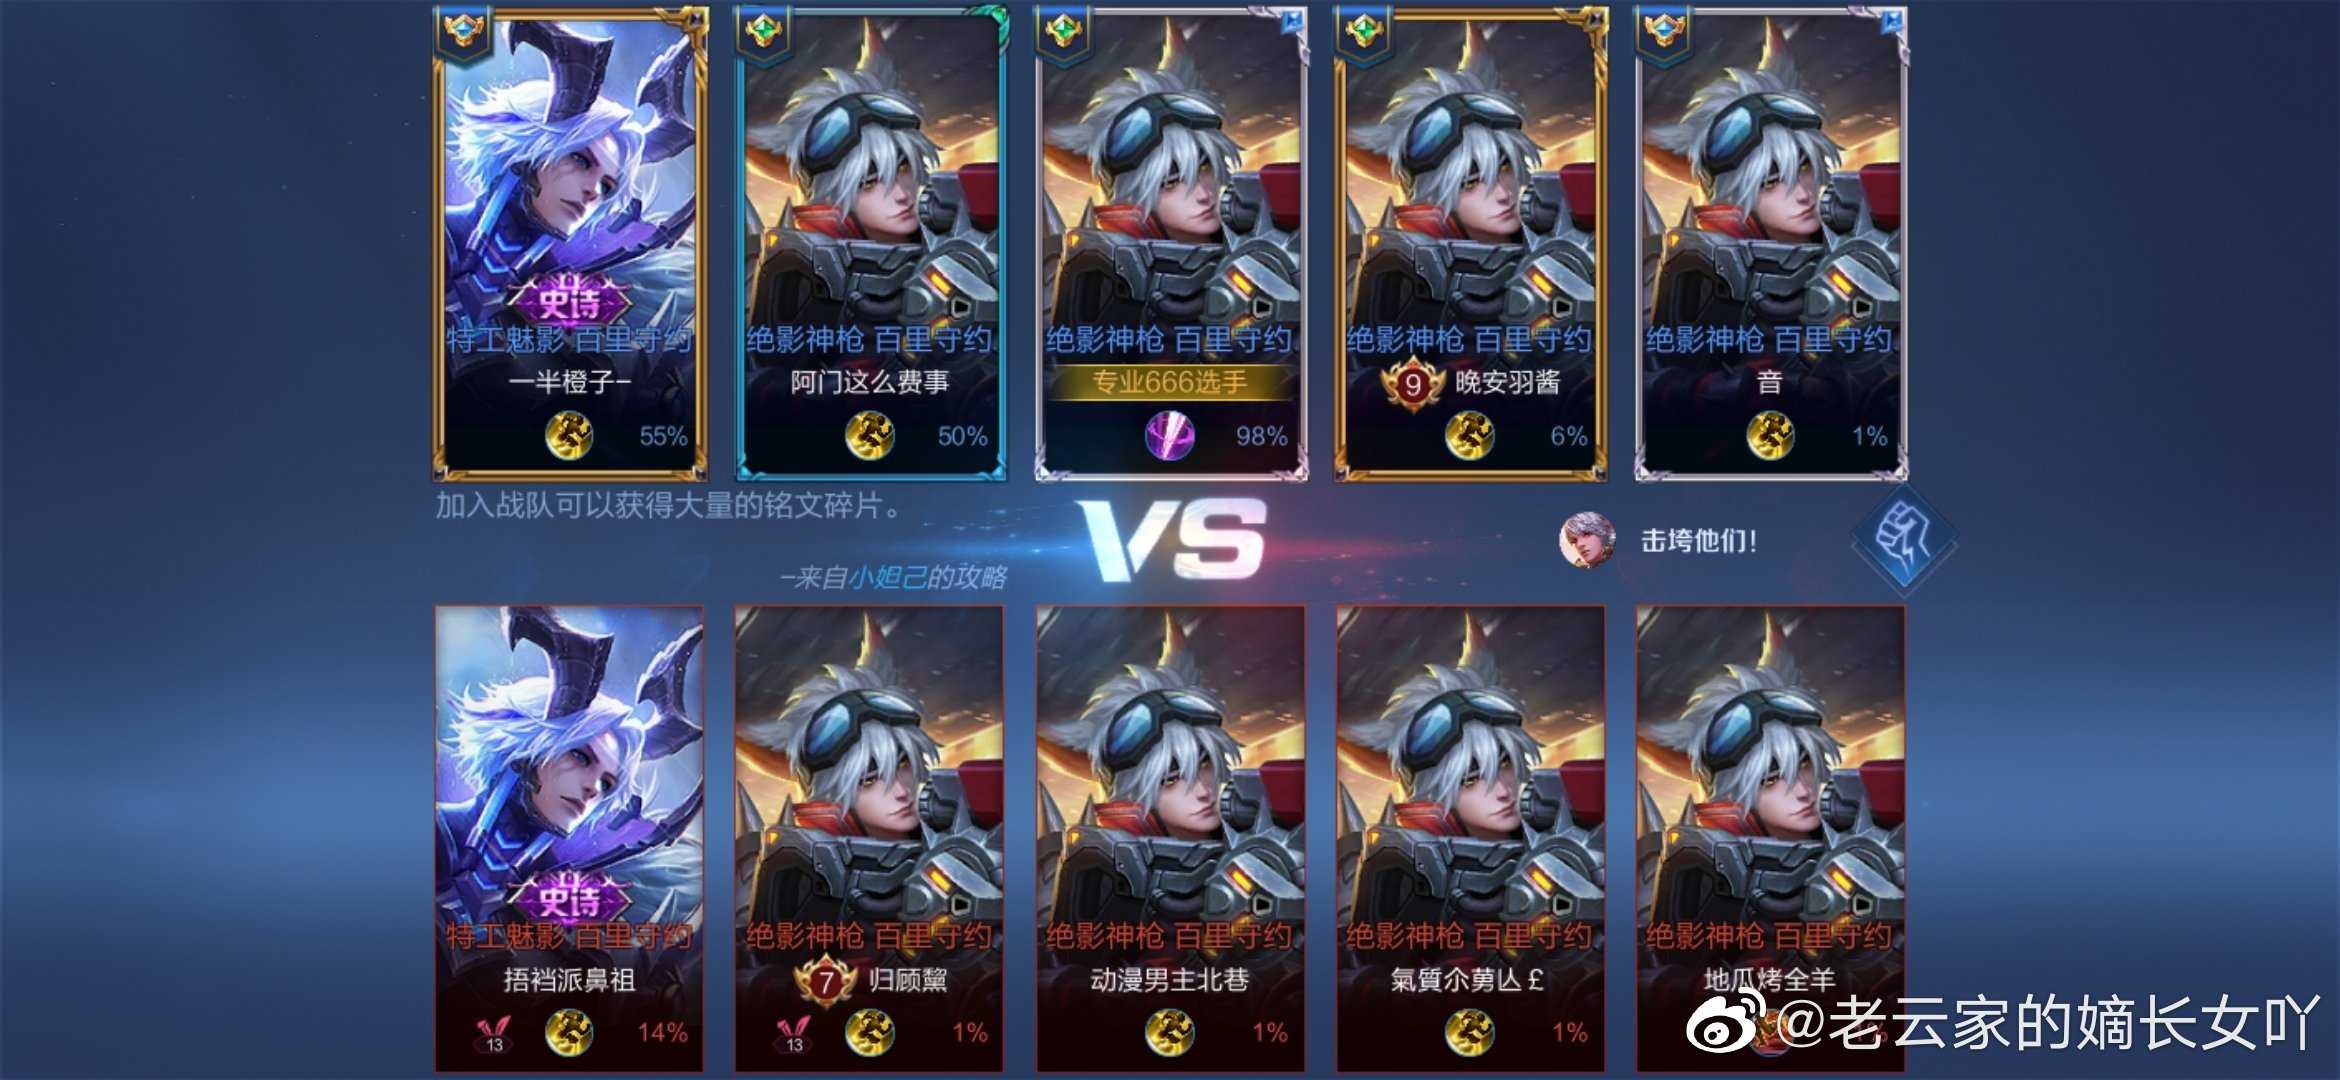 史诗
特工魅影 百里守约
一半橙子-
55%
绝影神枪 百里守约
阿门这么费事
50%
绝影神枪 百里守约
专业666选手
98%
绝影神枪 百里守约
9 晚安羽酱
6%
绝影神枪 百里守约
音
1%
加入战队可以获得大量的铭文碎片。
-来自小妲己的攻略
VS
击垮他们!
史诗
特工魅影 百里守约
捂裆派鼻祖
13 14%
绝影神枪 百里守约
7 归顾黧
13 1%
绝影神枪 百里守约
动漫男主北巷
1%
绝影神枪 百里守约
氣質尒
1%
绝影神枪 百里守约
地瓜烤全羊
@老云家的嫡长女吖